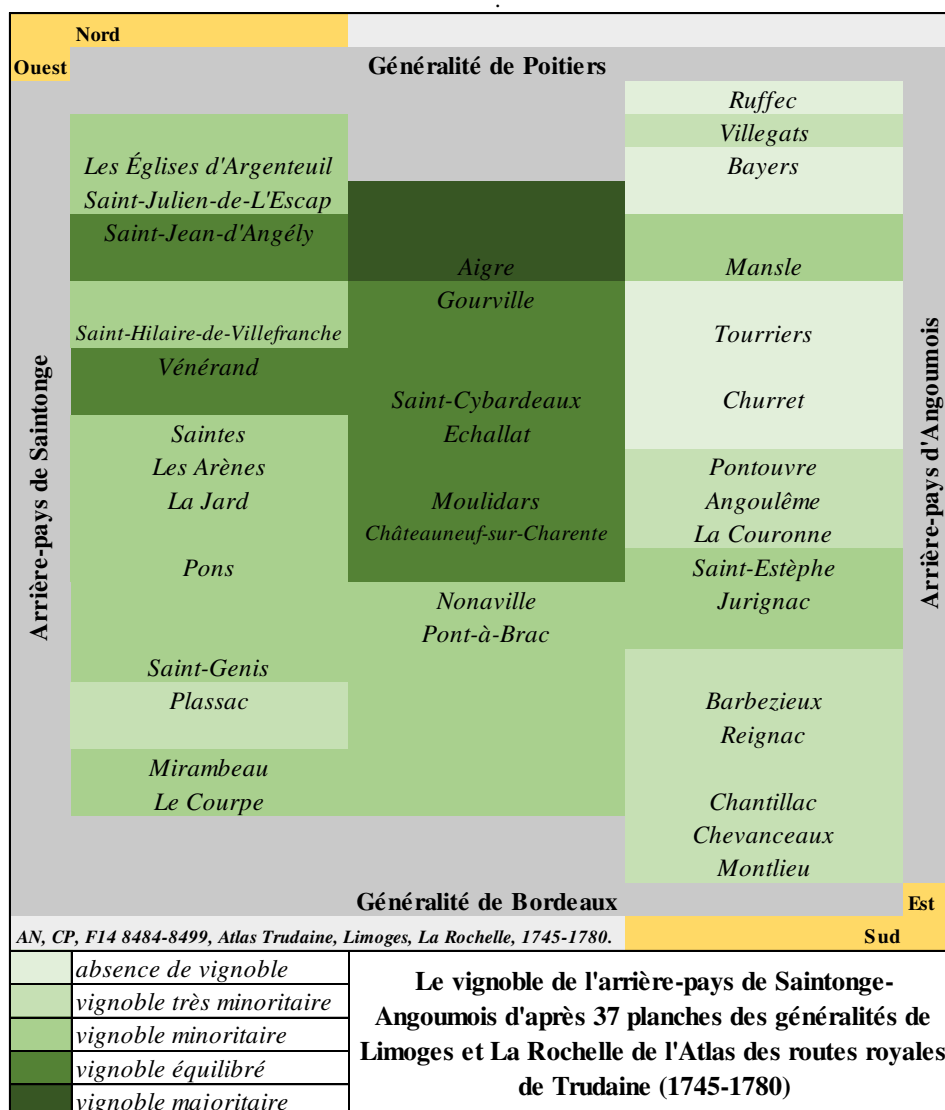 .
Nord
Ouest Généralité de Poitiers
Ruffec
Villegats
Les Églises d'Argenteuil Bayers
Saint-Julien-de-L'Escap
Saint-Jean-d'Angély
Aigre Mansle
Gourville
Saint-Hilaire-de-Villefranche Tourriers
Vénérand
Saint-Cybardeaux Churret
Saintes Echallat
Les Arènes Pontouvre
La Jard Moulidars Angoulême
Châteauneuf-sur-Charente La Couronne
Pons Saint-Estèphe
Nonaville Jurignac
Pont-à-Brac
Saint-Genis
Plassac Barbezieux
Reignac
Mirambeau
Le Courpe Chantillac
Chevanceaux
Montlieu
Arrière-pays de Saintonge
Arrière-pays d'Angoumois
Généralité de Bordeaux Est
AN, CP, F14 8484-8499, Atlas Trudaine, Limoges, La Rochelle, 1745-1780. Sud
absence de vignoble
vignoble très minoritaire
vignoble minoritaire
vignoble équilibré
vignoble majoritaire
Le vignoble de l'arrière-pays de Saintonge-
Angoumois d'après 37 planches des généralités de
Limoges et La Rochelle de l'Atlas des routes royales
de Trudaine (1745-1780)